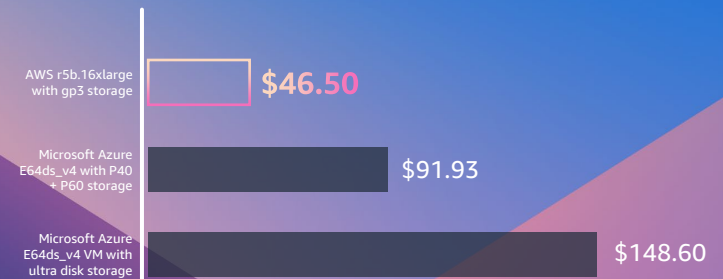 AWS r5b.16xlarge
with gp3 storage
$46.50
Microsoft Azure
E64ds_v4 with P40
+ P60 storage
$91.93
Microsoft Azure
E64ds_v4 VM with
ultra disk storage
$148.60